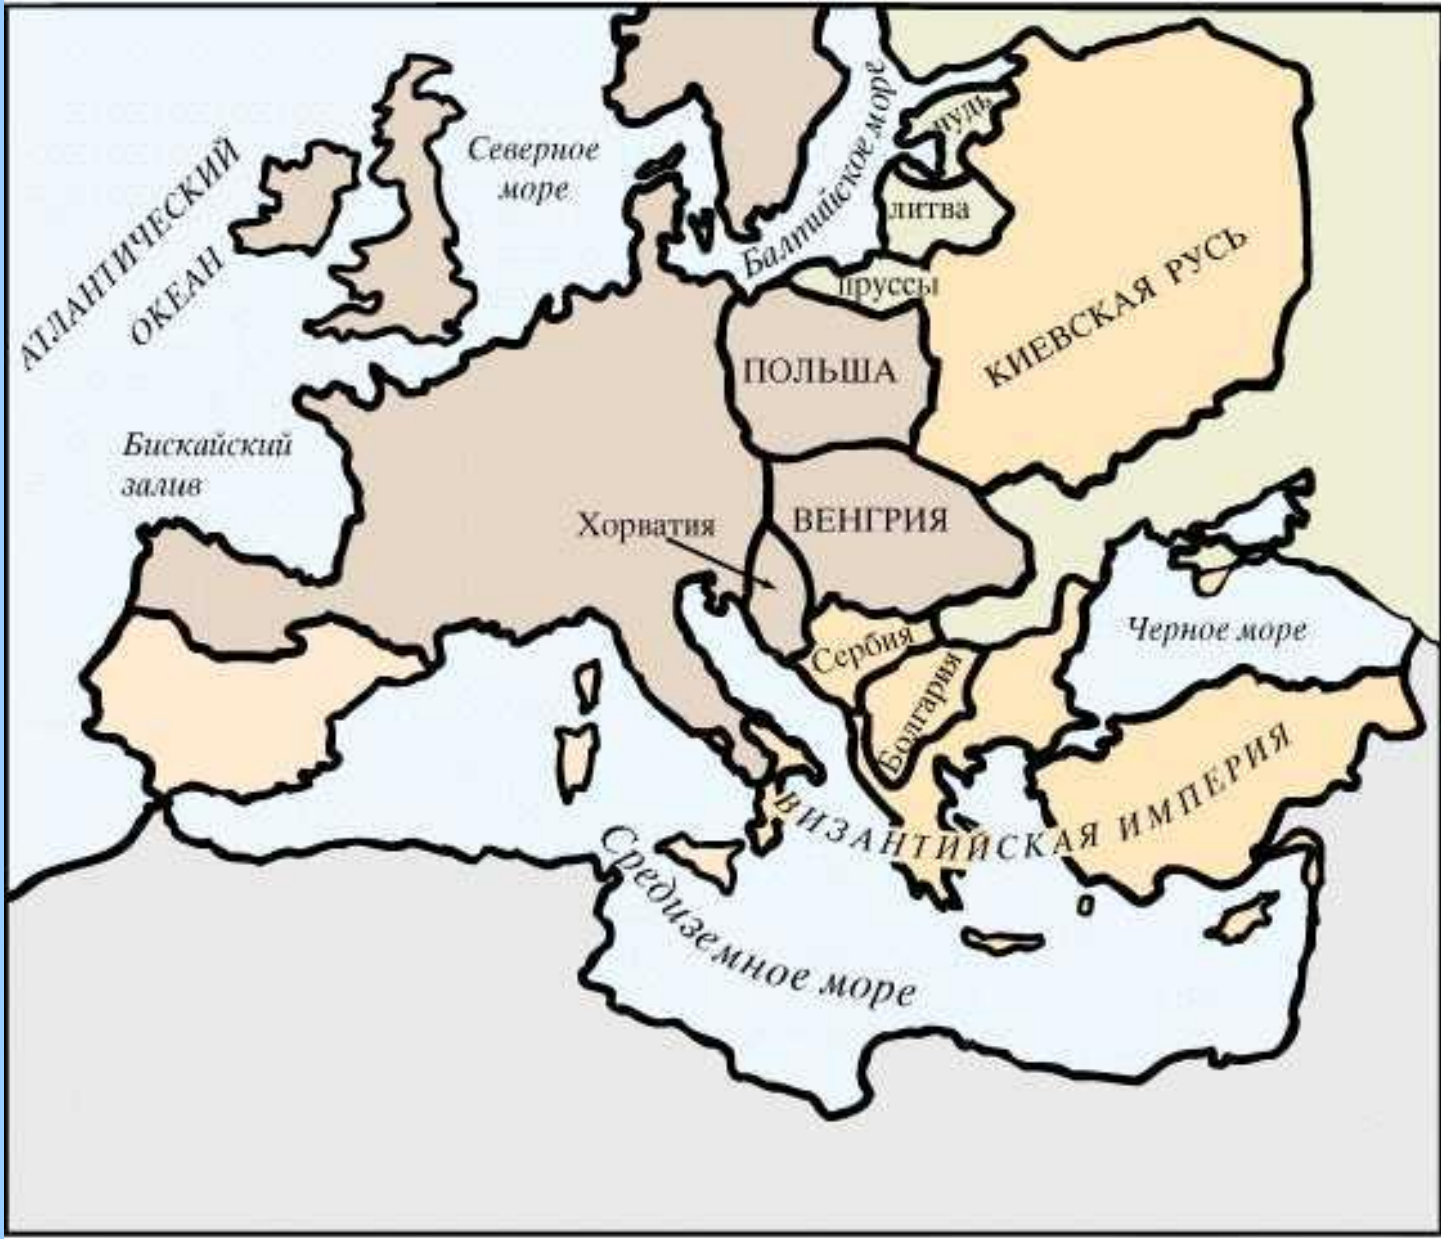 АТЛАНТИЧЕСКИЙ
ОКЕАН
Северное
море
Балтийское море
чудь
литва
пруссы
КИЕВСКАЯ РУСЬ
ПОЛЬША
Бискайский
залив
Хорватия
ВЕНГРИЯ
Черное море
Сербия
Болгария
ВИЗАНТИЙСКАЯ ИМПЕРИЯ
Средиземное море